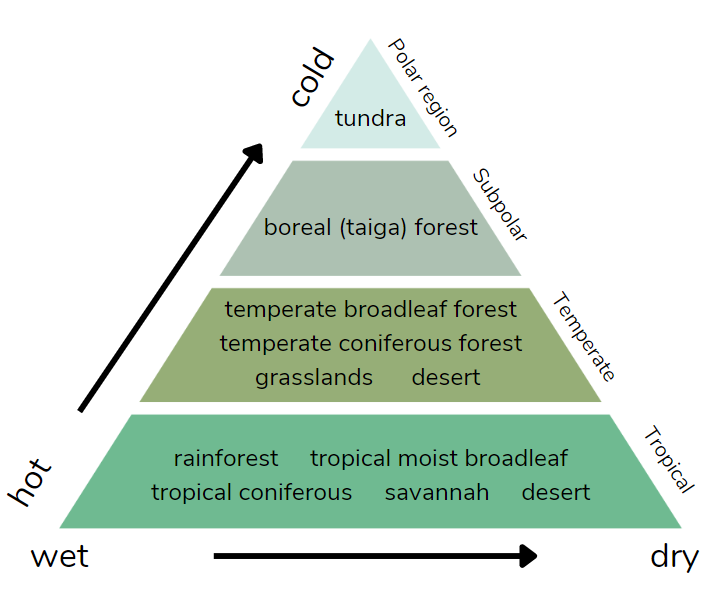 cold
Polar region
tundra
Subpolar
boreal (taiga) forest
Temperate
temperate broadleaf forest
temperate coniferous forest
grasslands desert
Tropical
rainforest tropical moist broadleaf
tropical coniferous savannah desert
hot
wet dry